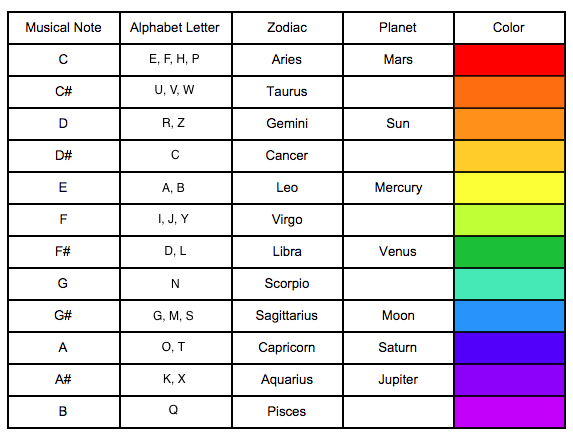 Musical Note Alphabet Letter Zodiac Planet Color
C E, F, H, P Aries Mars
C# U, V, W Taurus
D R, Z Gemini Sun
D# C Cancer
E A, B Leo Mercury
F I, J, Y Virgo
F# D, L Libra Venus
G N Scorpio
G# G, M, S Sagittarius Moon
A O, T Capricorn Saturn
A# K, X Aquarius Jupiter
B Q Pisces